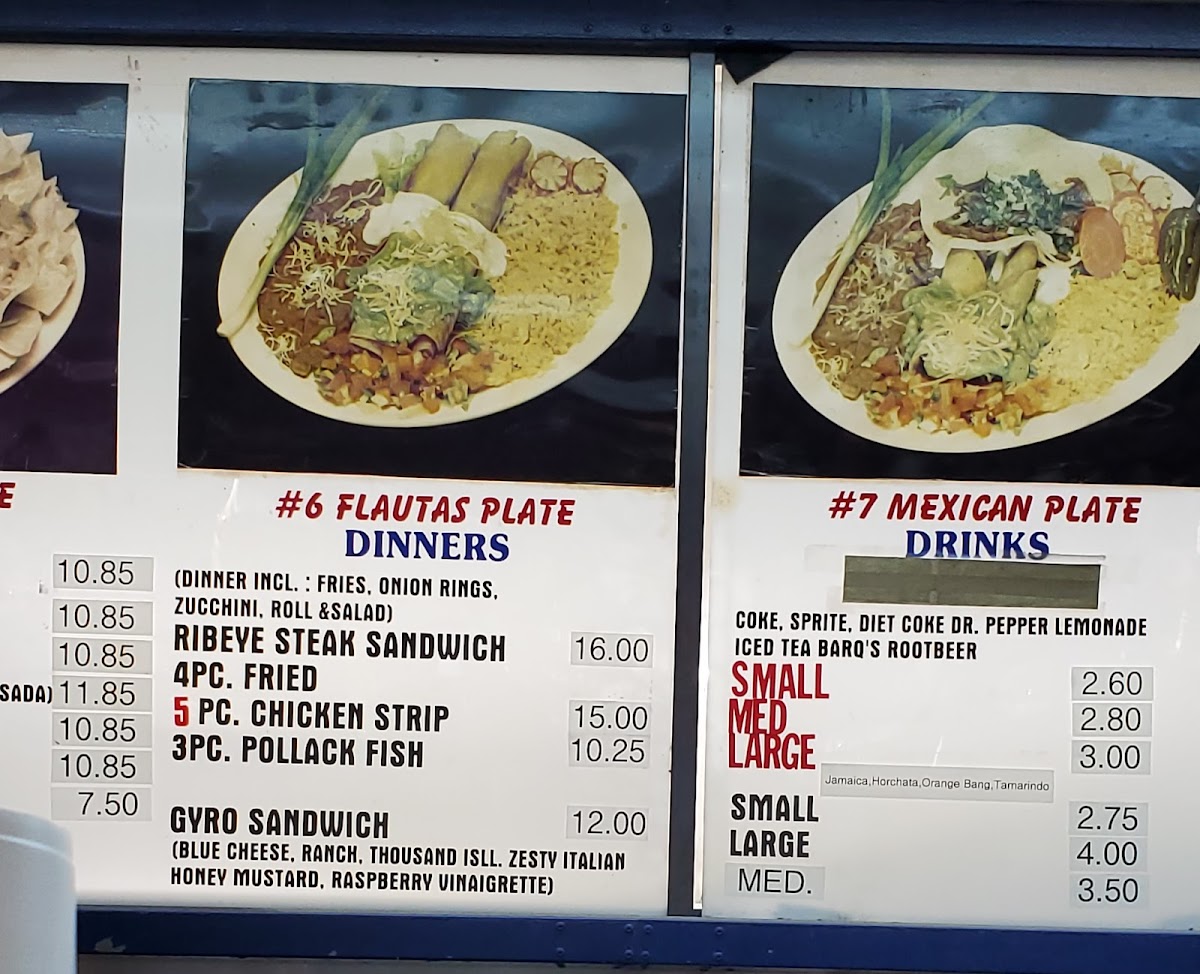 E
10.85
10.85
10.85
SADA) 11.85
10.85
10.85
7.50
#6 FLAUTAS PLATE
DINNERS
(DINNER INCL. : FRIES, ONION RINGS,
ZUCCHINI, ROLL &SALAD)
RIBEYE STEAK SANDWICH 16.00
4PC. FRIED
5 PC. CHICKEN STRIP 15.00
3PC. POLLACK FISH 10.25
GYRO SANDWICH 12.00
(BLUE CHEESE, RANCH, THOUSAND ISLL. ZESTY ITALIAN
HONEY MUSTARD, RASPBERRY VINAIGRETTE)
#7 MEXICAN PLATE
DRINKS
COKE, SPRITE, DIET COKE DR. PEPPER LEMONADE
ICED TEA BARQ'S ROOTBEER
SMALL 2.60
MED 2.80
LARGE 3.00
Jamaica,Horchata,Orange Bang,Tamarindo
SMALL 2.75
LARGE 4.00
MED. 3.50